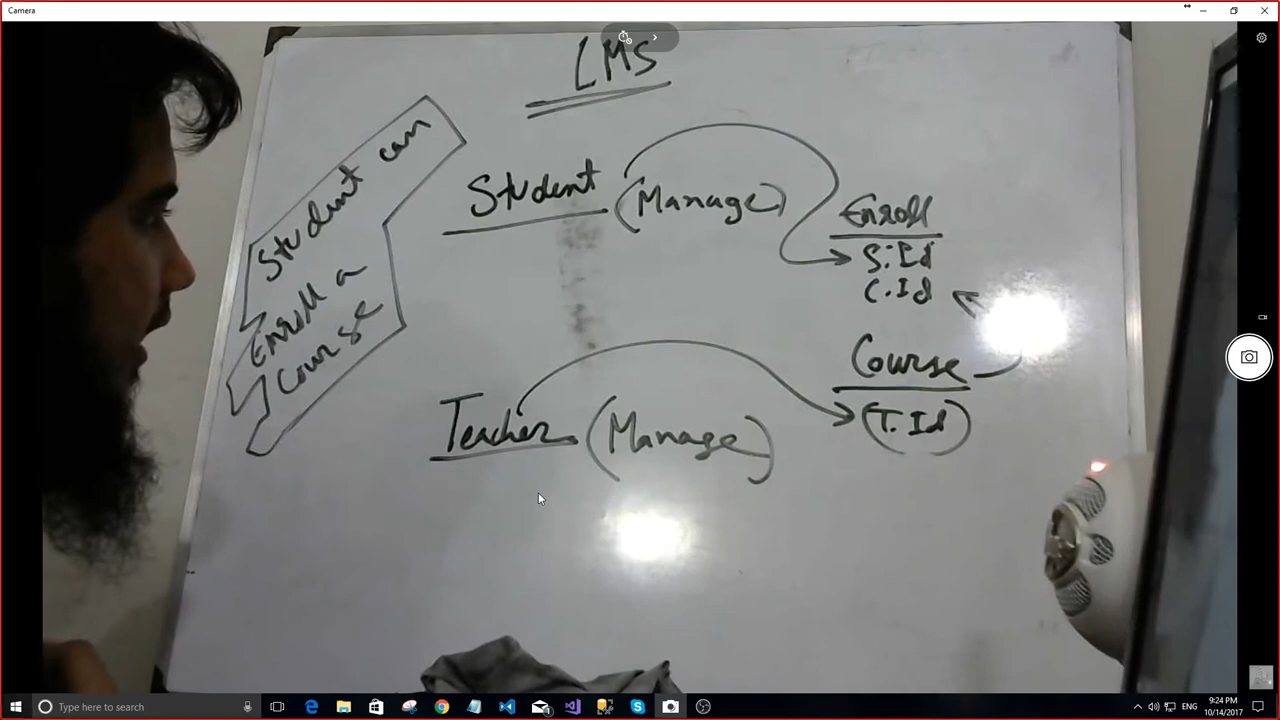 Camera
LMS
Student can
Enroll a
Course
Student (Manage)
Enroll
S.Id
C.Id
Course
(T.Id)
Teacher (Manage)
Type here to search
ENG
9:24 PM
10/14/2017